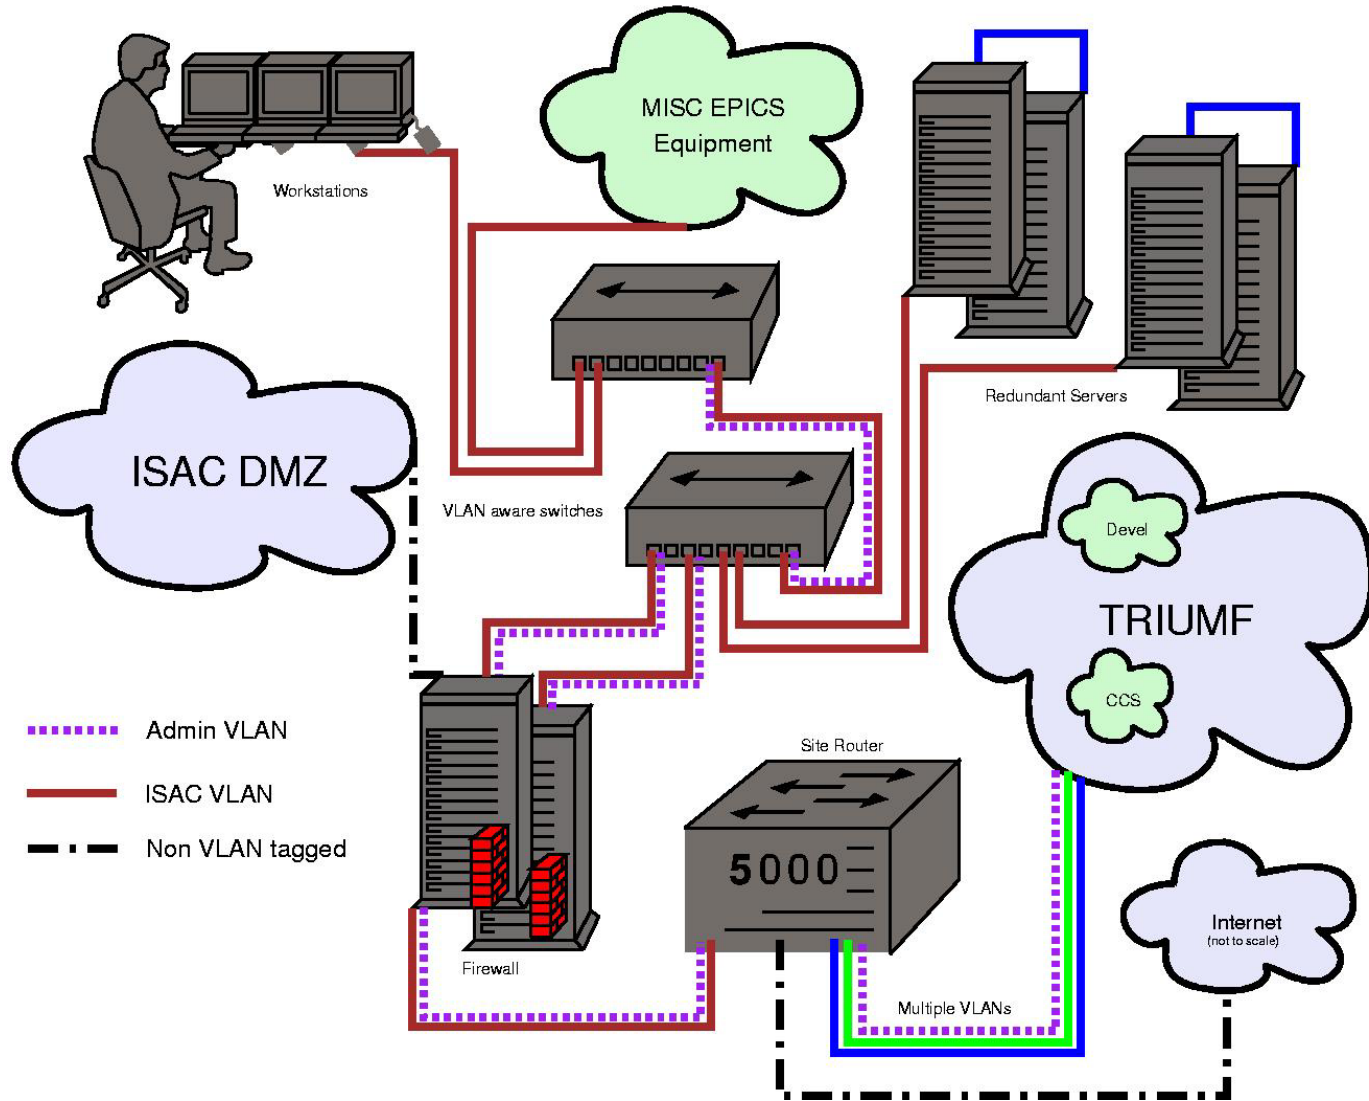 MISC EPICS
Equipment
Workstations
Redundant Servers
ISAC DMZ
VLAN aware switches
Devel
TRIUMF
CCS
Admin VLAN
ISAC VLAN
Non VLAN tagged
Site Router
5000
Internet
(not to scale)
Firewall
Multiple VLANs